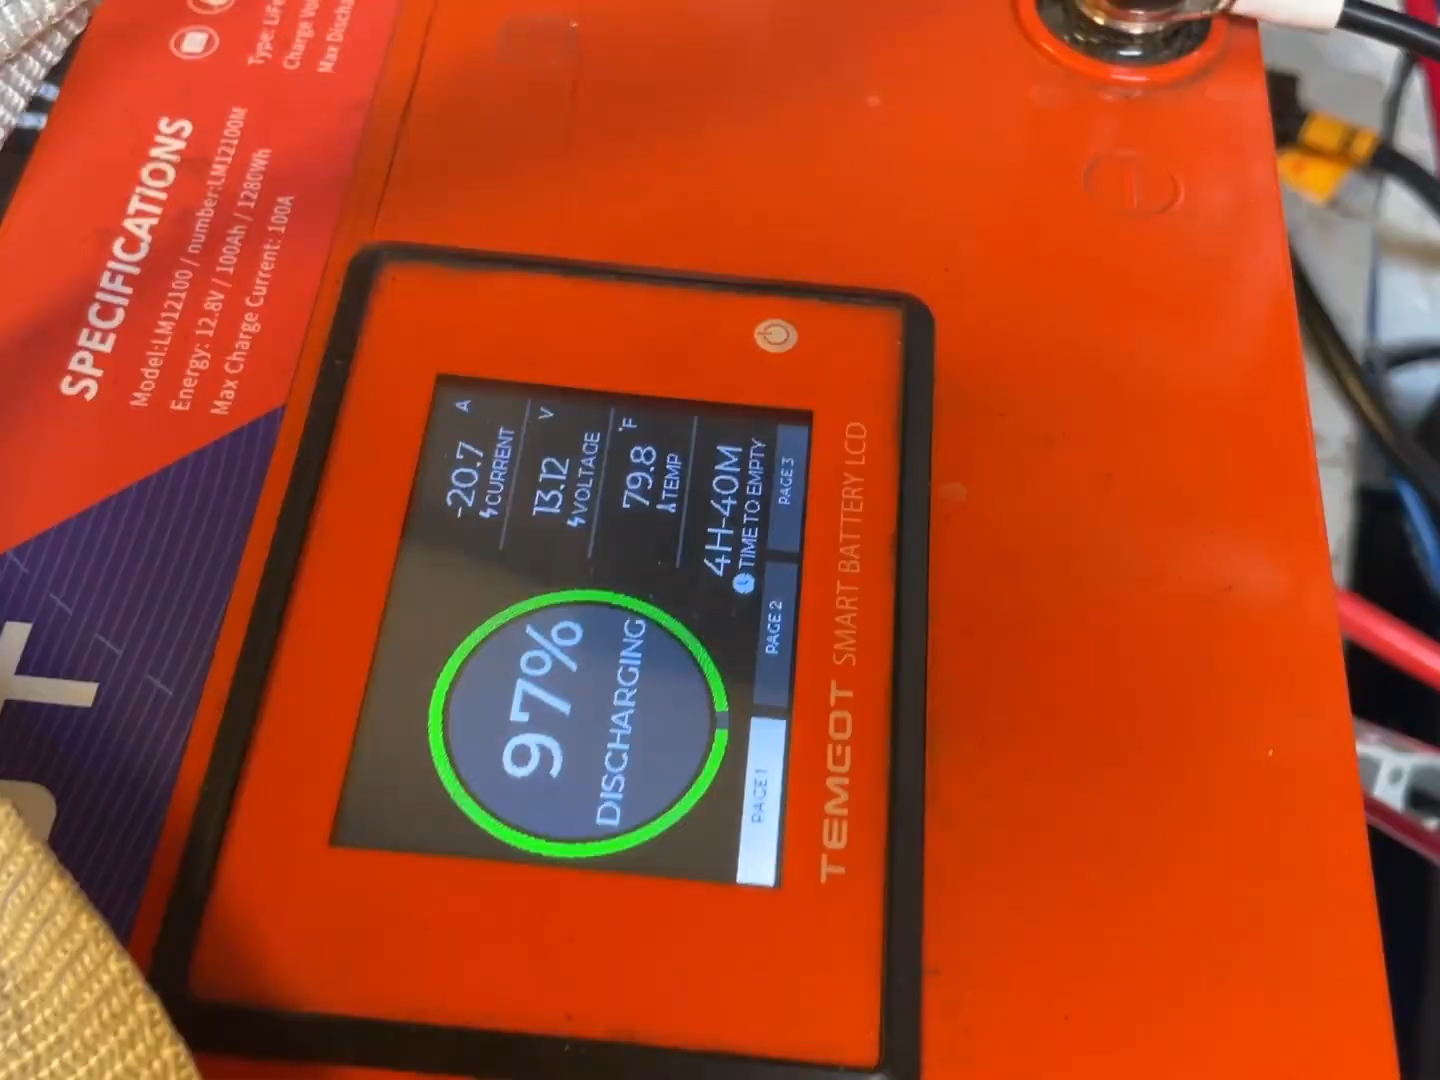 Type: LiFe
Charge Vol
Max Discha
SPECIFICATIONS
Model:LM12100 / number:LM12100M
Energy: 12.8V / 100Ah / 1280Wh
Max Charge Current: 100A
97%
DISCHARGING
-20.7 A
CURRENT
13.12 V
VOLTAGE
79.8 °F
TEMP
4H-40M
TIME TO EMPTY
PAGE 1
PAGE 2
PAGE 3
TEMGOT SMART BATTERY LCD